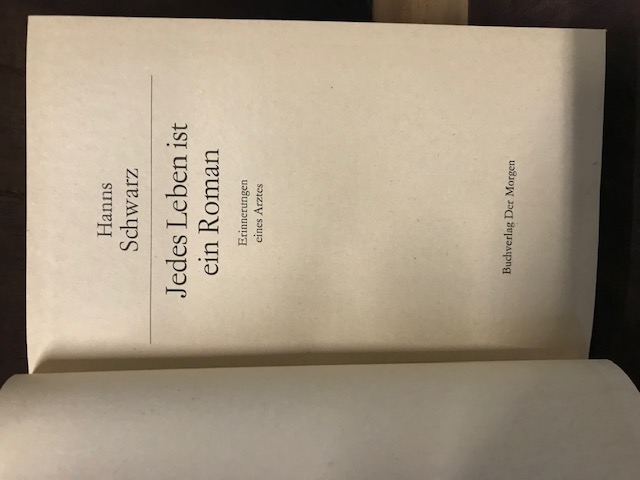 Hanns
Schwarz
Jedes Leben ist
ein Roman
Erinnerungen
eines Arztes
Buchverlag Der Morgen